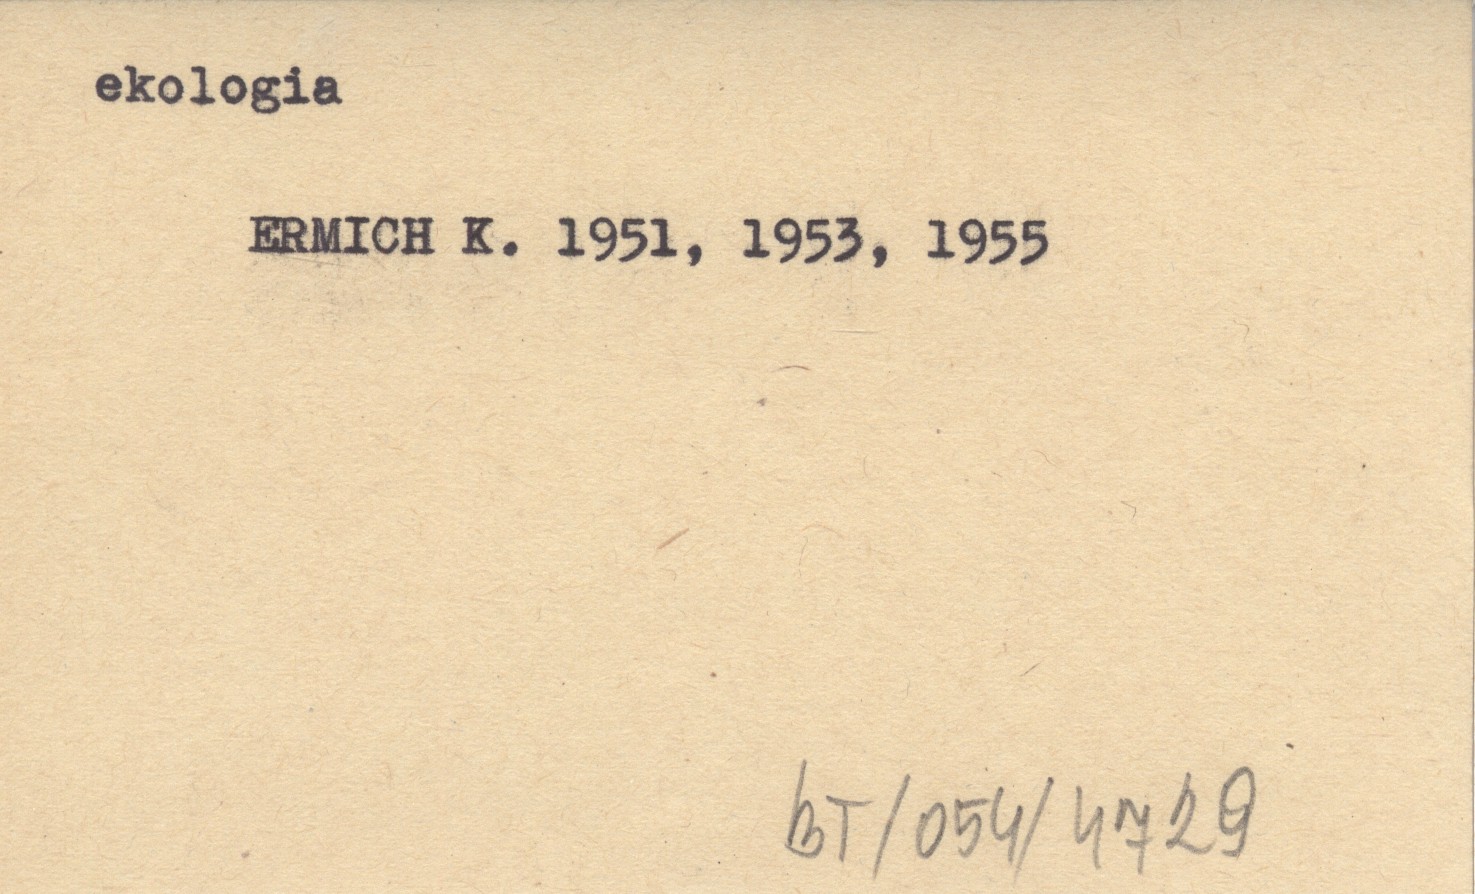 ekologia
ERMICH K. 1951, 1953, 1955
BT/054/4729